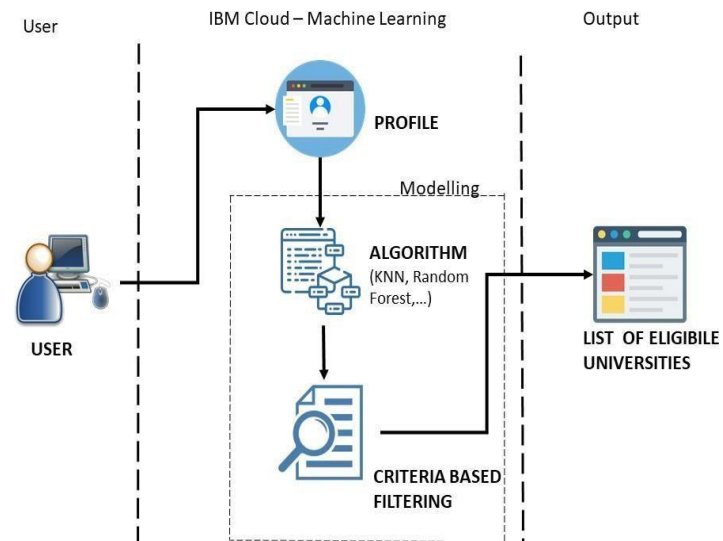 User
IBM Cloud – Machine Learning
Output
PROFILE
Modelling
ALGORITHM
(KNN, Random
Forest,...)
USER
LIST OF ELIGIBILE
UNIVERSITIES
CRITERIA BASED
FILTERING